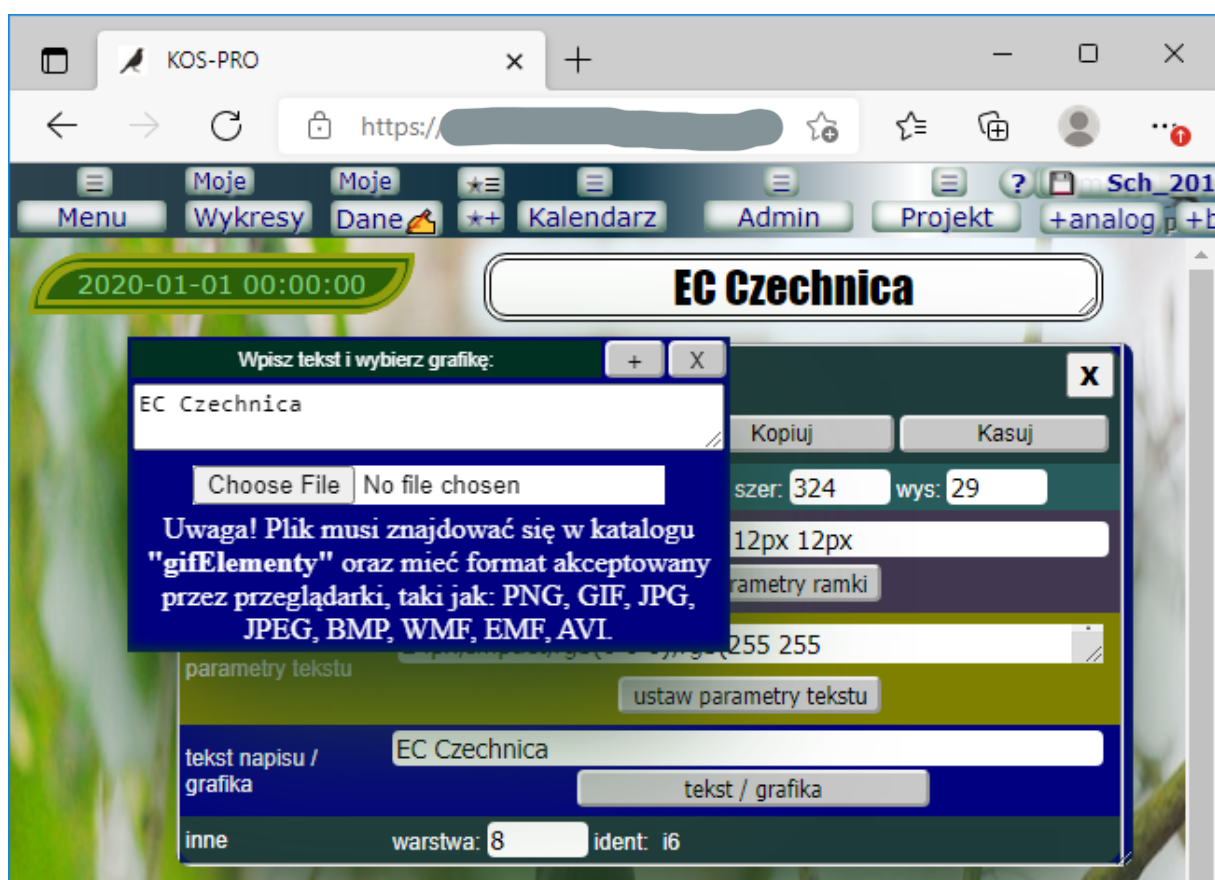 KOS-PRO
https://
Moje Moje ★≡ Sch_201
Menu Wykresy Dane ★+ Kalendarz Admin Projekt ? +analog +b
2020-01-01 00:00:00 EC Czechnica
Wpisz tekst i wybierz grafikę: + X
X
EC Czechnica
Kopiuj Kasuj
Choose File No file chosen
szer: 324 wys: 29
Uwaga! Plik musi znajdować się w katalogu
12px 12px
"gifElementy" oraz mieć format akceptowany
rametry ramki
przez przeglądarki, taki jak: PNG, GIF, JPG,
JPEG, BMP, WMF, EMF, AVI.
255 255
parametry tekstu
ustaw parametry tekstu
tekst napisu / EC Czechnica
grafika tekst / grafika
inne warstwa: 8 ident: i6